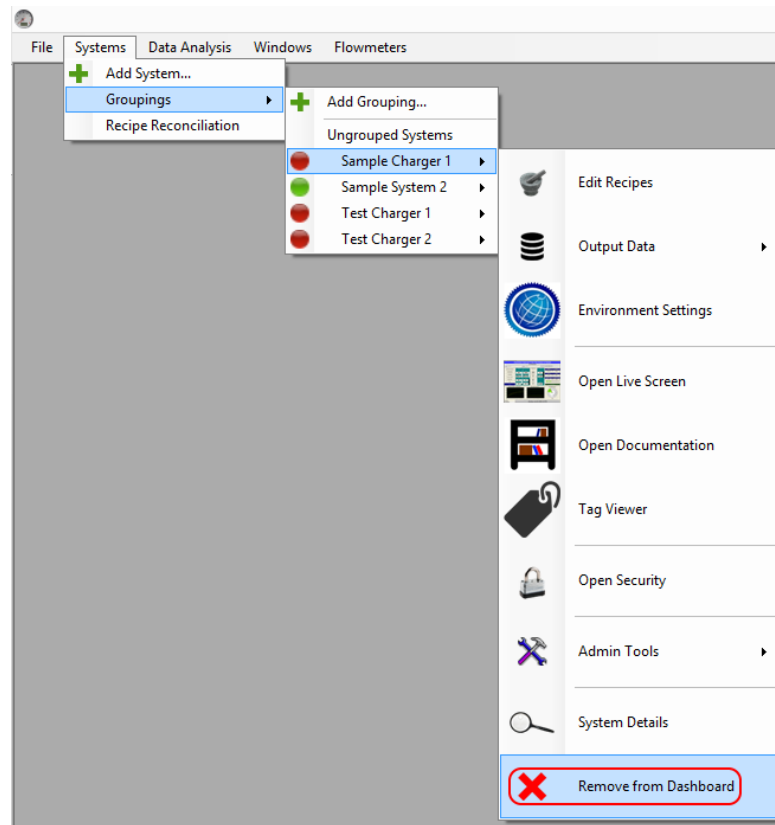 File Systems Data Analysis Windows Flowmeters
Add System...
Groupings
Recipe Reconciliation
Add Grouping...
Ungrouped Systems
Sample Charger 1
Sample System 2
Test Charger 1
Test Charger 2
Edit Recipes
Output Data
Environment Settings
Open Live Screen
Open Documentation
Tag Viewer
Open Security
Admin Tools
System Details
Remove from Dashboard